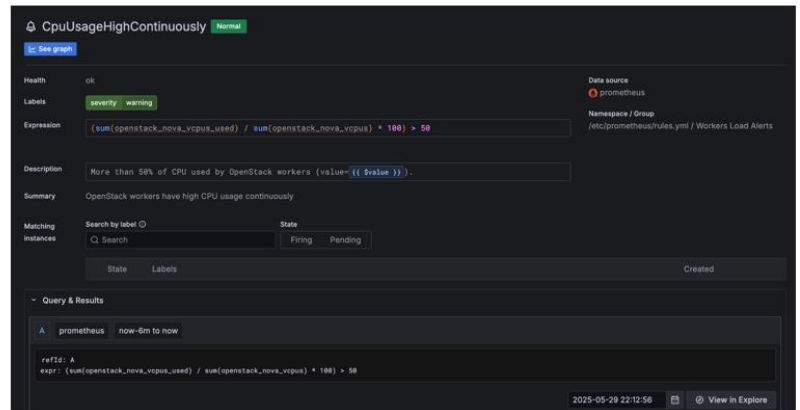 CpuUsageHighContinuously Normal
See graph
Health ok
Labels severity warning
Expression (sum(openstack_nova_vcpus_used) / sum(openstack_nova_vcpus) * 100) > 50
Data source
prometheus
Namespace / Group
/etc/prometheus/rules.yml / Workers Load Alerts
Description More than 50% of CPU used by OpenStack workers (value={{ $value }}).
Summary OpenStack workers have high CPU usage continuously
Matching instances
Search by label
Search
State
Firing Pending
State Labels Created
Query & Results
A prometheus now-6m to now
refId: A
expr: (sum(openstack_nova_vcpus_used) / sum(openstack_nova_vcpus) * 100) > 50
2025-05-29 22:12:56 View in Explore